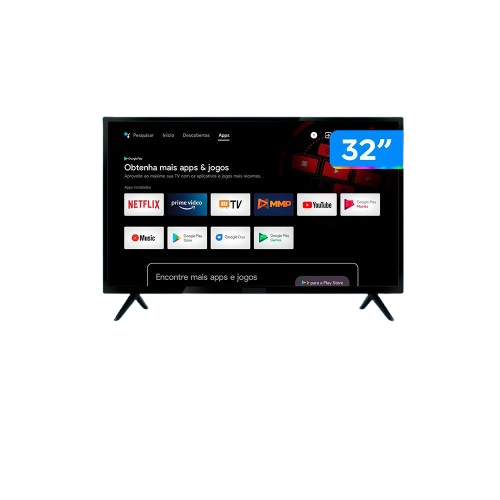 Pesquisar Início Descobertas Apps
32”
Google Play
Obtenha mais apps & jogos
Aproveite ao máximo sua TV com os aplicativos e jogos mais recentes.
Apps instalados
NETFLIX prime video TV MMP YouTube Google Play Movies
Music Google Play Store Google Duo Google Play Games
Encontre mais apps e jogos
Ir para a Play Store